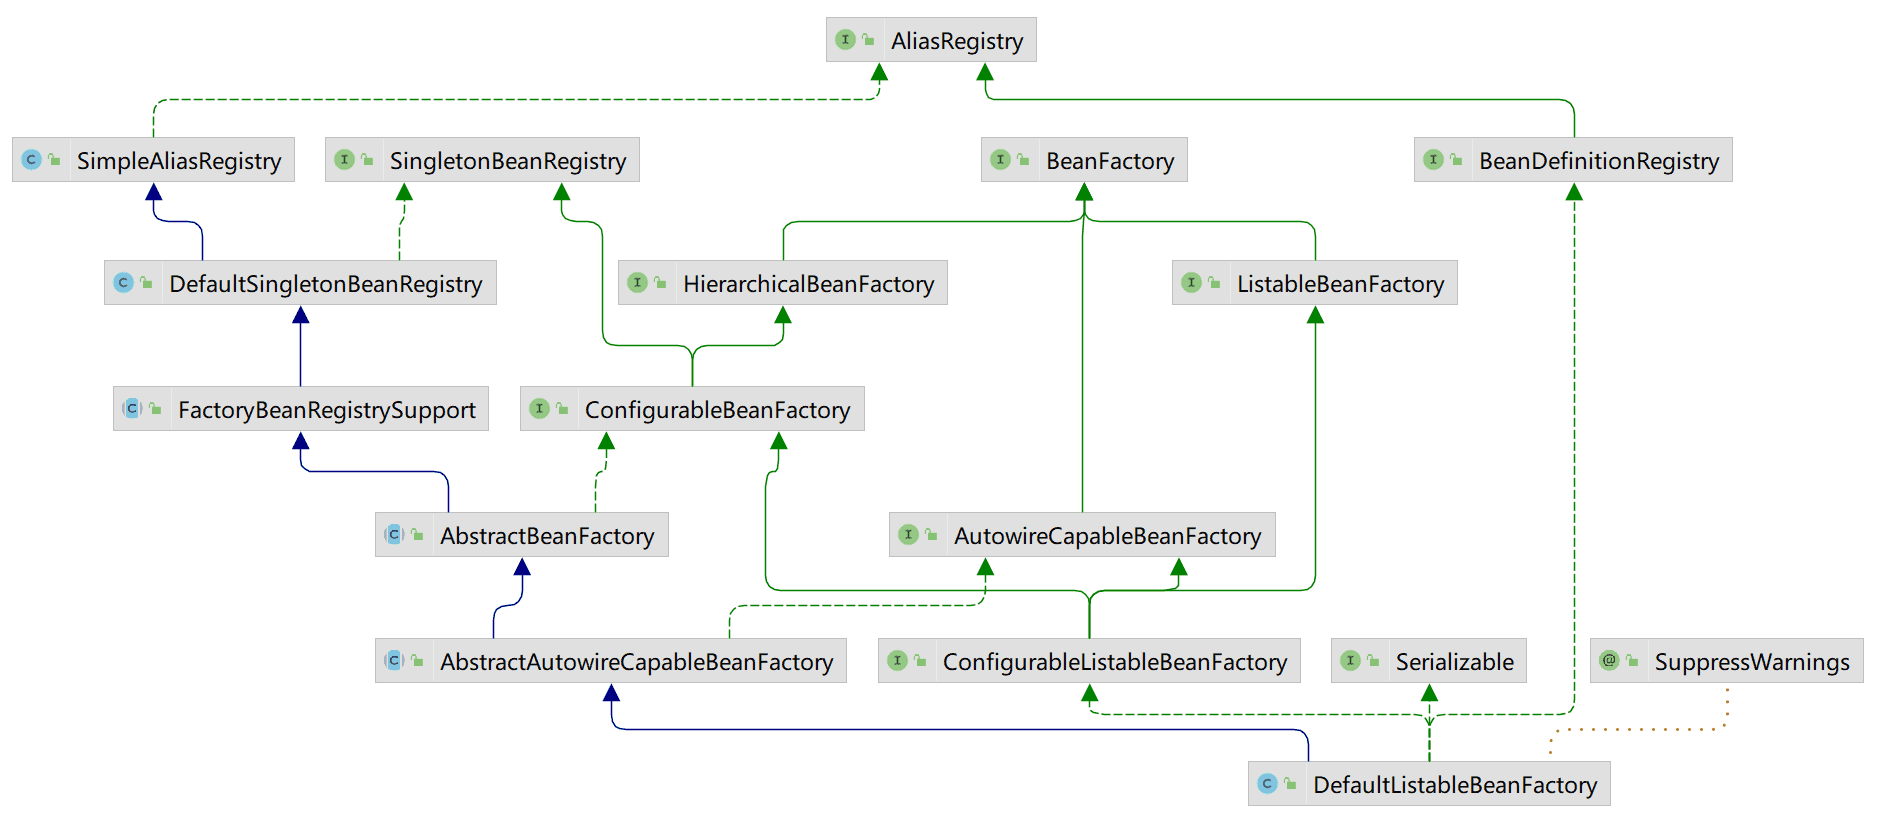 I AliasRegistry
C SimpleAliasRegistry
I SingletonBeanRegistry
I BeanFactory
I BeanDefinitionRegistry
C DefaultSingletonBeanRegistry
I HierarchicalBeanFactory
I ListableBeanFactory
C FactoryBeanRegistrySupport
I ConfigurableBeanFactory
C AbstractBeanFactory
I AutowireCapableBeanFactory
C AbstractAutowireCapableBeanFactory
I ConfigurableListableBeanFactory
I Serializable
@ SuppressWarnings
C DefaultListableBeanFactory